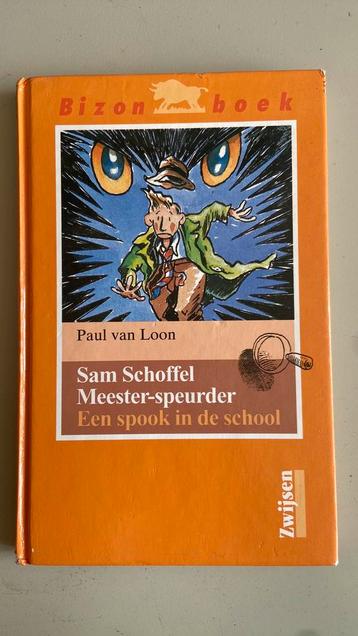 Bizon boek
Paul van Loon
Sam Schoffel
Meester-speurder
Een spook in de school
Zwijsen